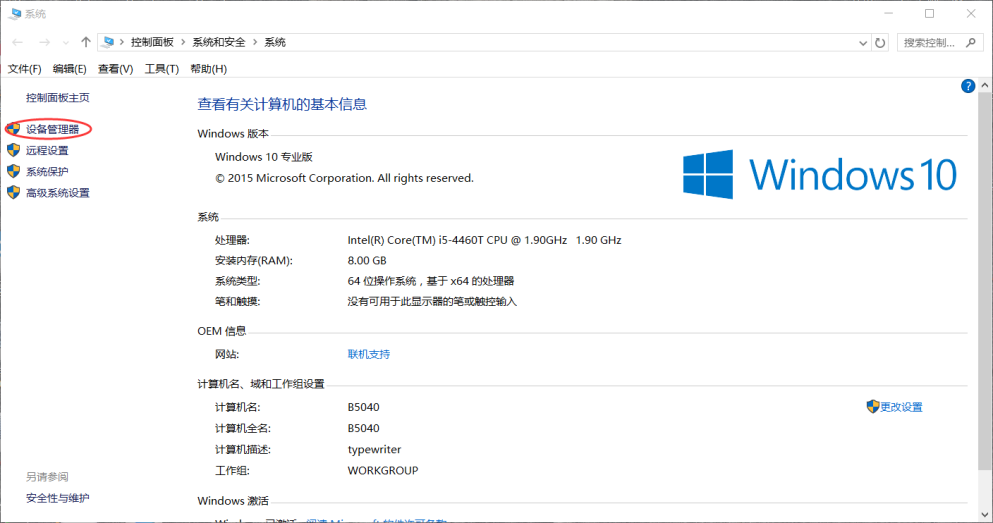 系统
控制面板 > 系统和安全 > 系统
搜索控制...
文件(F) 编辑(E) 查看(V) 工具(T) 帮助(H)
控制面板主页
设备管理器
远程设置
系统保护
高级系统设置
查看有关计算机的基本信息
Windows 版本
Windows 10 专业版
© 2015 Microsoft Corporation. All rights reserved.
Windows 10
系统
处理器: Intel(R) Core(TM) i5-4460T CPU @ 1.90GHz 1.90 GHz
安装内存(RAM): 8.00 GB
系统类型: 64 位操作系统，基于 x64 的处理器
笔和触摸: 没有可用于此显示器的笔或触控输入
OEM 信息
网站: 联机支持
计算机名、域和工作组设置
计算机名: B5040
更改设置
计算机全名: B5040
计算机描述: typewriter
工作组: WORKGROUP
另请参阅
安全性与维护
Windows 激活